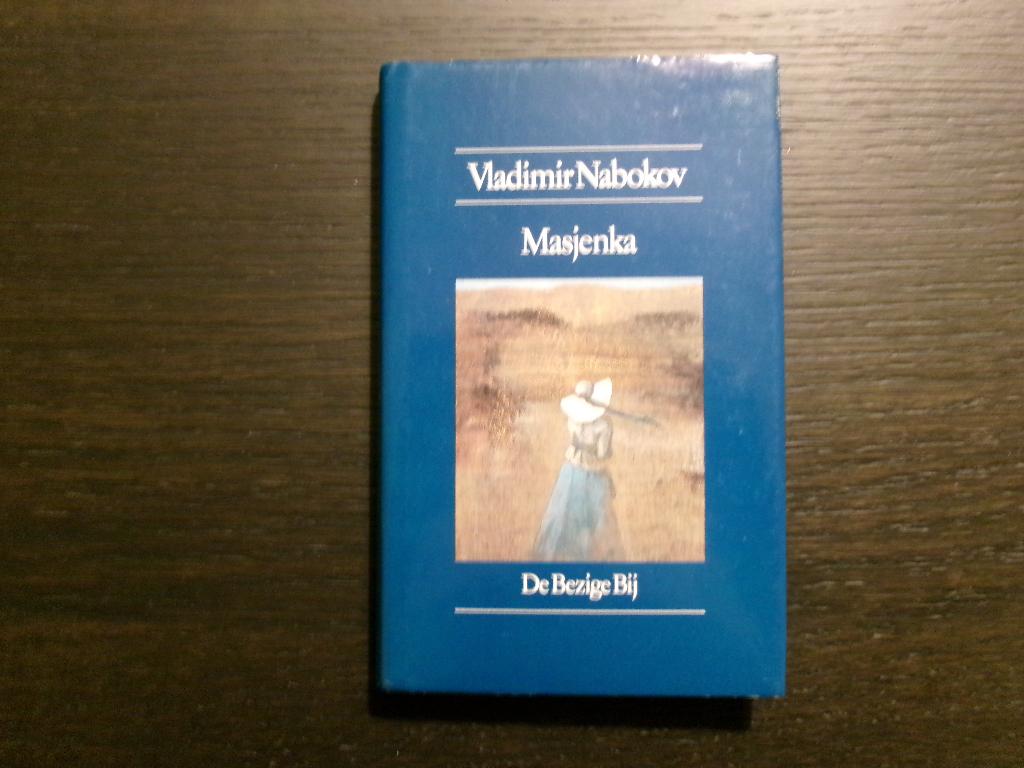 Vladimir Nabokov
Masjenka
De Bezige Bij